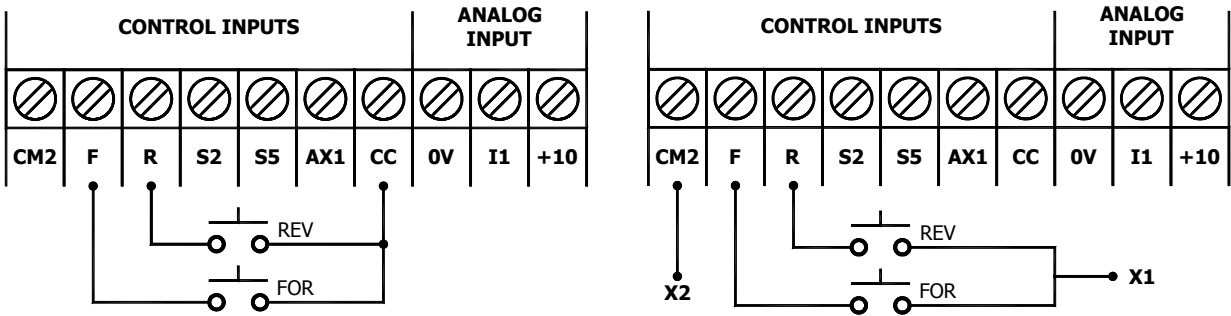 CONTROL INPUTS
ANALOG
INPUT
CM2 F R S2 S5 AX1 CC 0V I1 +10
REV
FOR
CONTROL INPUTS
ANALOG
INPUT
CM2 F R S2 S5 AX1 CC 0V I1 +10
REV
X2
FOR
X1